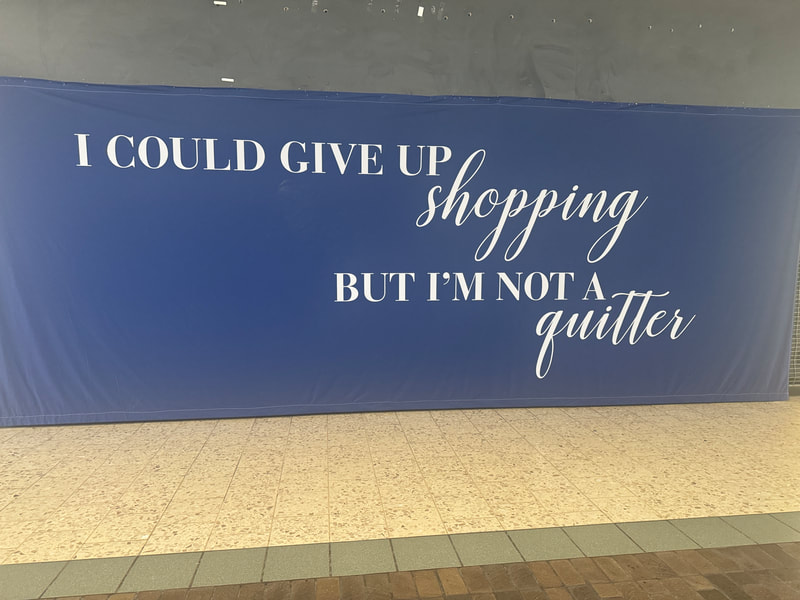 I COULD GIVE UP
shopping
BUT I'M NOT A
quitter